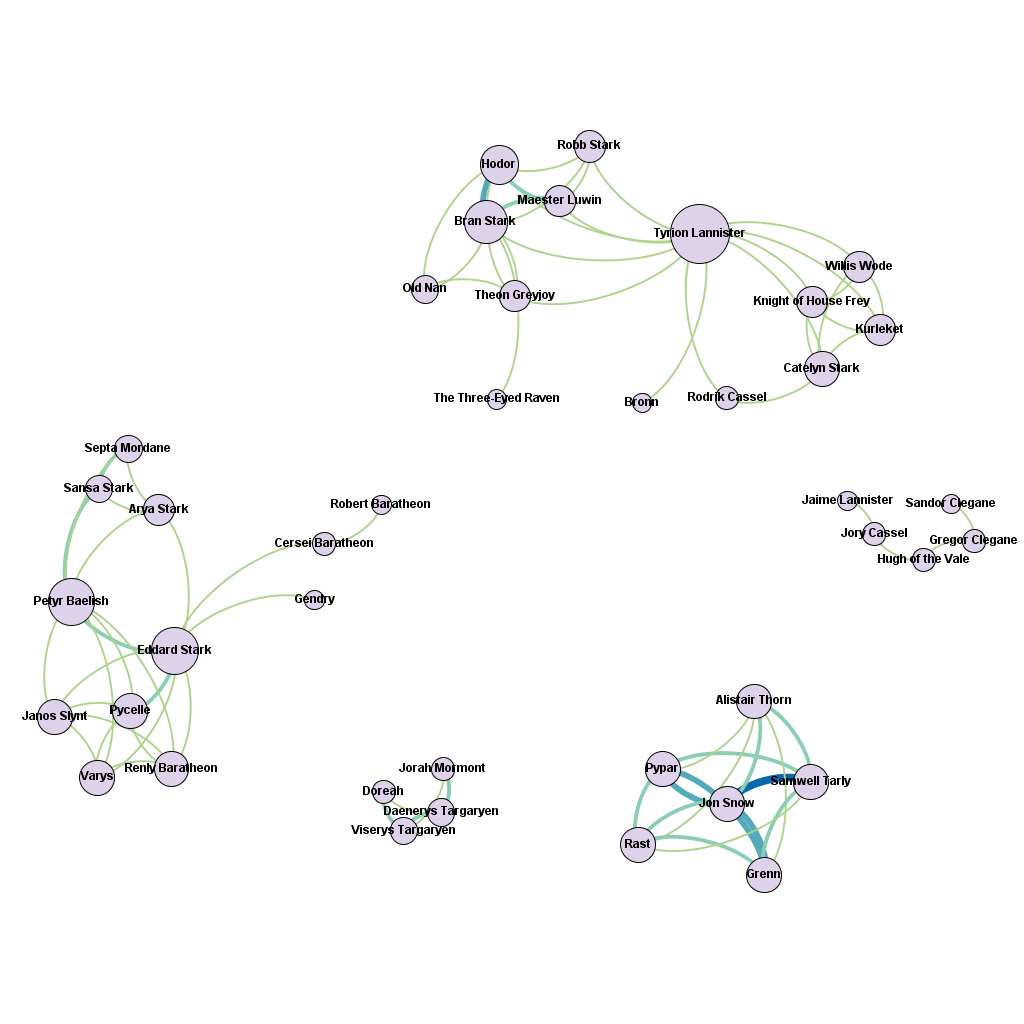 Robb Stark
Hodor
Maester Luwin
Bran Stark
Tyrion Lannister
Willis Wode
Old Nan
Theon Greyjoy
Knight of House Frey
Kurleket
Catelyn Stark
The Three-Eyed Raven
Bronn
Rodrik Cassel
Septa Mordane
Sansa Stark
Arya Stark
Robert Baratheon
Cersei Baratheon
Jaime Lannister
Sandor Clegane
Jory Cassel
Gregor Clegane
Hugh of the Vale
Petyr Baelish
Gendry
Eddard Stark
Janos Slynt
Pycelle
Varys
Renly Baratheon
Alistair Thorn
Jorah Mormont
Pypar
Samwell Tarly
Doreah
Jon Snow
Daenerys Targaryen
Viserys Targaryen
Rast
Grenn